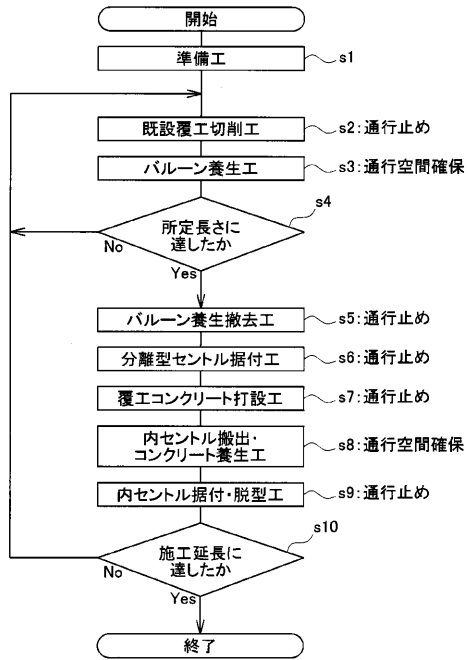 開始
準備工
s1
既設覆工切削工
s2:通行止め
バルーン養生工
s3:通行空間確保
s4
所定長さに
達したか
No
Yes
バルーン養生撤去工
s5:通行止め
分離型セントル据付工
s6:通行止め
覆工コンクリート打設工
s7:通行止め
内セントル搬出・
コンクリート養生工
s8:通行空間確保
内セントル据付・脱型工
s9:通行止め
s10
施工延長に
達したか
No
Yes
終了